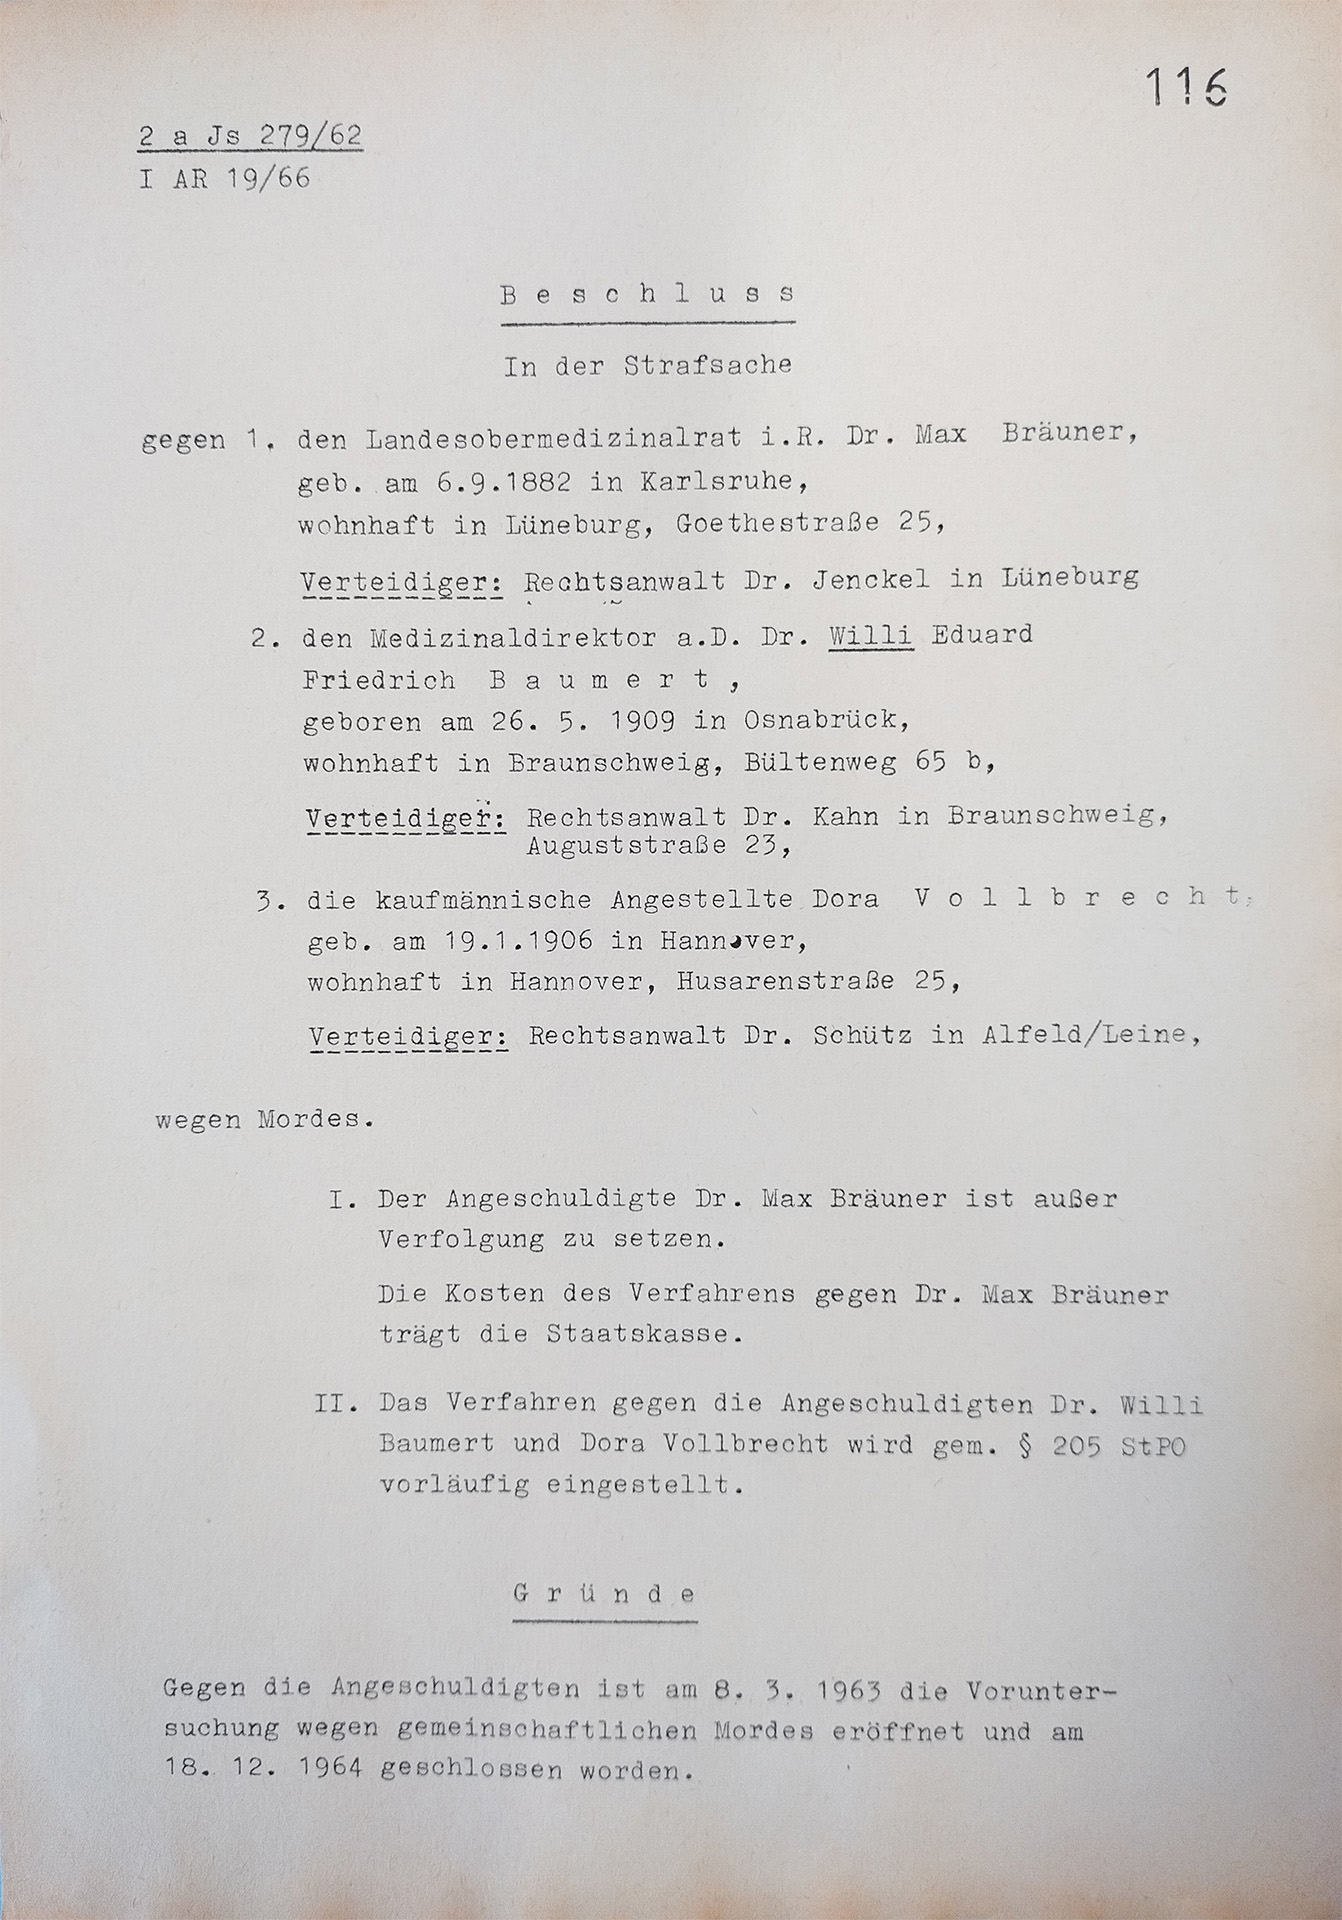 116
2 a Js 279/62
I AR 19/66
B e s c h l u s s
In der Strafsache
gegen 1. den Landesobermedizinalrat i.R. Dr. Max Bräuner,
geb. am 6.9.1882 in Karlsruhe,
wohnhaft in Lüneburg, Goethestraße 25,
Verteidiger: Rechtsanwalt Dr. Jenckel in Lüneburg
2. den Medizinaldirektor a.D. Dr. Willi Eduard
Friedrich B a u m e r t ,
geboren am 26. 5. 1909 in Osnabrück,
wohnhaft in Braunschweig, Bültenweg 65 b,
Verteidiger: Rechtsanwalt Dr. Kahn in Braunschweig,
Auguststraße 23,
3. die kaufmännische Angestellte Dora V o l l b r e c h t,
geb. am 19.1.1906 in Hannover,
wohnhaft in Hannover, Husarenstraße 25,
Verteidiger: Rechtsanwalt Dr. Schütz in Alfeld/Leine,
wegen Mordes.
I. Der Angeschuldigte Dr. Max Bräuner ist außer
Verfolgung zu setzen.
Die Kosten des Verfahrens gegen Dr. Max Bräuner
trägt die Staatskasse.
II. Das Verfahren gegen die Angeschuldigten Dr. Willi
Baumert und Dora Vollbrecht wird gem. § 205 StPO
vorläufig eingestellt.
G r ü n d e
Gegen die Angeschuldigten ist am 8. 3. 1963 die Vorunter-
suchung wegen gemeinschaftlichen Mordes eröffnet und am
18. 12. 1964 geschlossen worden.